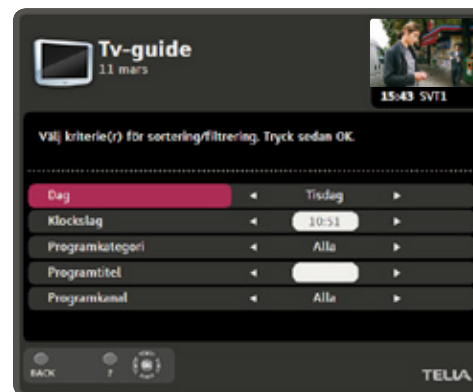 Tv-guide
11 mars
15:43 SVT1
Välj kriterie(r) för sortering/filtrering. Tryck sedan OK.
Dag ◄ Tisdag ►
Klockslag ◄ 10:51 ►
Programkategori ◄ Alla ►
Programtitel ◄ ►
Programkanal ◄ Alla ►
BACK ?
TELIA